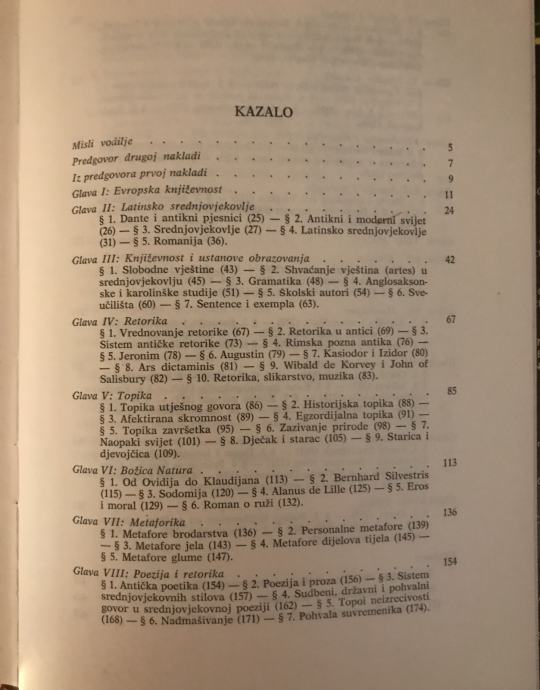 KAZALO
Misli vodilje . . . . . . . . . . . . . . 5
Predgovor drugoj nakladi . . . . . . . . . . . 7
Iz predgovora prvoj nakladi . . . . . . . . . . . 9
Glava I: Evropska književnost . . . . . . . . . . 11
Glava II: Latinsko srednjovjekovlje . . . . . . . . . 24
§ 1. Dante i antikni pjesnici (25) — § 2. Antikni i moderni svijet
(26) — § 3. Srednjovjekovlje (27) — § 4. Latinsko srednjovjekovlje
(31) — § 5. Romanija (36).
Glava III: Književnost i ustanove obrazovanja . . . . . . 42
§ 1. Slobodne vještine (43) — § 2. Shvaćanje vještina (artes) u
srednjovjekovlju (45) — § 3. Gramatika (48) — § 4. Anglosakson-
ske i karolinške studije (51) — § 5. Školski autori (54) — § 6. Sve-
učilišta (60) — § 7. Sentence i exempla (63).
Glava IV: Retorika . . . . . . . . . . . . 67
§ 1. Vrednovanje retorike (67) — § 2. Retorika u antici (69) — § 3.
Sistem antičke retorike (73) — § 4. Rimska pozna antika (76) —
— § 5. Jeronim (78) — § 6. Augustin (79) — § 7. Kasiodor i Izidor (80)
— § 8. Ars dictaminis (81) — § 9. Wibald de Korvey i John of
Salisbury (82) — § 10. Retorika, slikarstvo, muzika (83).
Glava V: Topika . . . . . . . . . . . . . 85
§ 1. Topika utješnog govora (86) — § 2. Historijska topika (88) —
— § 3. Afektirana skromnost (89) — § 4. Egzordijalna topika (91) —
§ 5. Topika završetka (95) — § 6. Zazivanje prirode (98) — § 7.
Naopaki svijet (101) — § 8. Dječak i starac (105) — § 9. Starica i
djevojčica (109).
Glava VI: Božica Natura . . . . . . . . . . . 113
§ 1. Od Ovidija do Klaudijana (113) — § 2. Bernhard Silvestris
(115) — § 3. Sodomija (120) — § 4. Alanus de Lille (125) — § 5. Eros
i moral (129) — § 6. Roman o ruži (132).
Glava VII: Metaforika . . . . . . . . . . . 136
§ 1. Metafore brodarstva (136) — § 2. Personalne metafore (139)
— § 3. Metafore jela (143) — § 4. Metafore dijelova tijela (145) —
§ 5. Metafore glume (147).
Glava VIII: Poezija i retorika . . . . . . . . . . 154
§ 1. Antička poetika (154) — § 2. Poezija i proza (156) — § 3. Sistem
srednjovjekovnih stilova (157) — § 4. Sudbeni, državni i pohvalni
govor u srednjovjekovnoj poeziji (162) — § 5. Topoi neizrecivosti
(168) — § 6. Nadmašivanje (171) — § 7. Pohvala suvremenika (174).